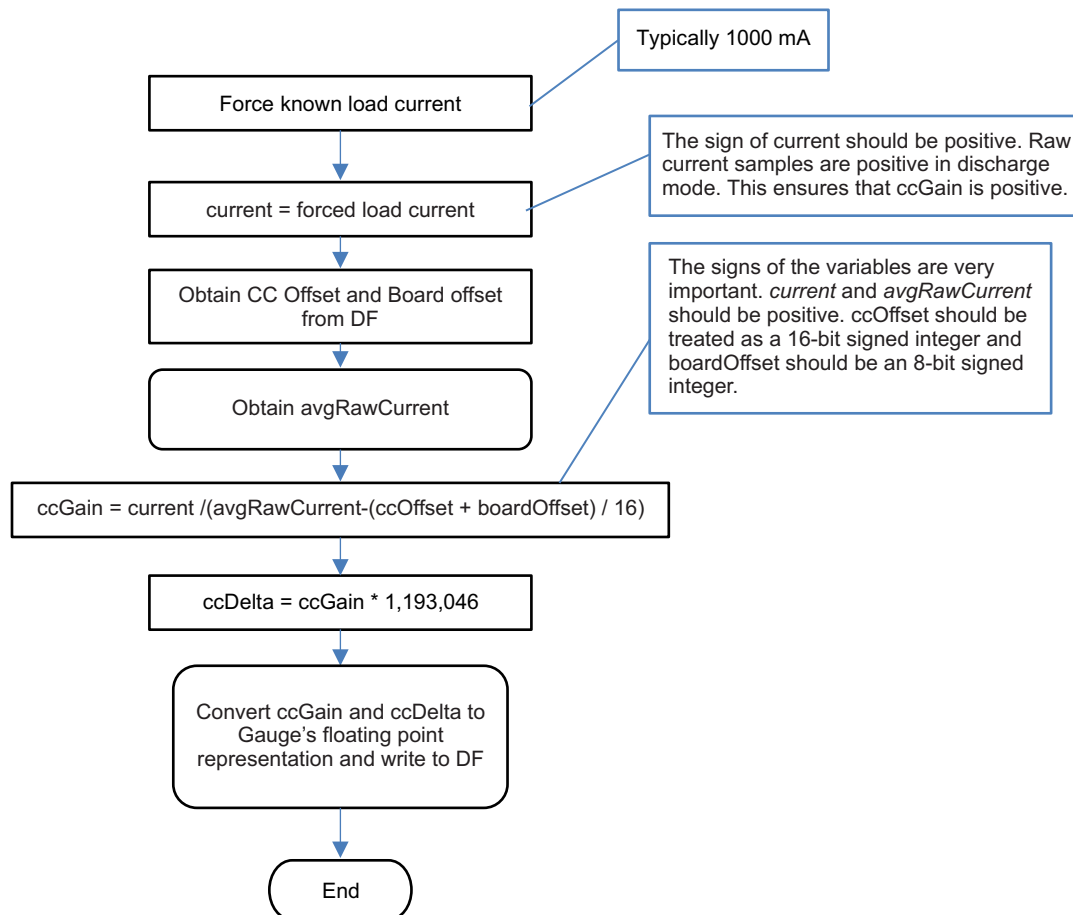 Typically 1000 mA
Force known load current
The sign of current should be positive. Raw
current samples are positive in discharge
mode. This ensures that ccGain is positive.
current = forced load current
The signs of the variables are very
important. current and avgRawCurrent
should be positive. ccOffset should be
treated as a 16-bit signed integer and
boardOffset should be an 8-bit signed
integer.
Obtain CC Offset and Board offset
from DF
Obtain avgRawCurrent
ccGain = current /(avgRawCurrent-(ccOffset + boardOffset) / 16)
ccDelta = ccGain * 1,193,046
Convert ccGain and ccDelta to
Gauge's floating point
representation and write to DF
End